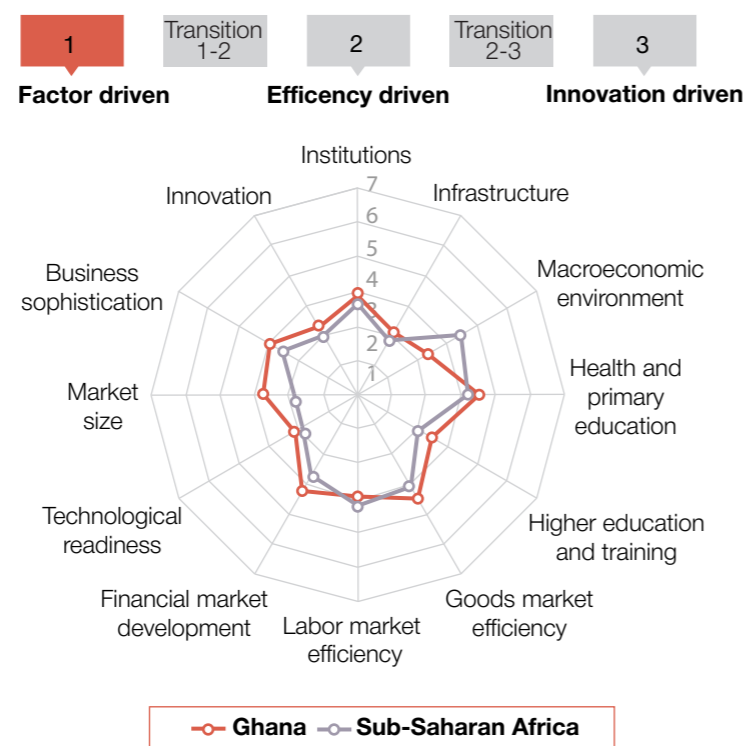 1
Transition
1-2
2
Transition
2-3
3
Factor driven
Efficency driven
Innovation driven
Institutions
Infrastructure
Macroeconomic
environment
Health and
primary
education
Higher education
and training
Goods market
efficiency
Labor market
efficiency
Financial market
development
Technological
readiness
Market
size
Business
sophistication
Innovation
7
6
5
4
3
2
1
Ghana
Sub-Saharan Africa